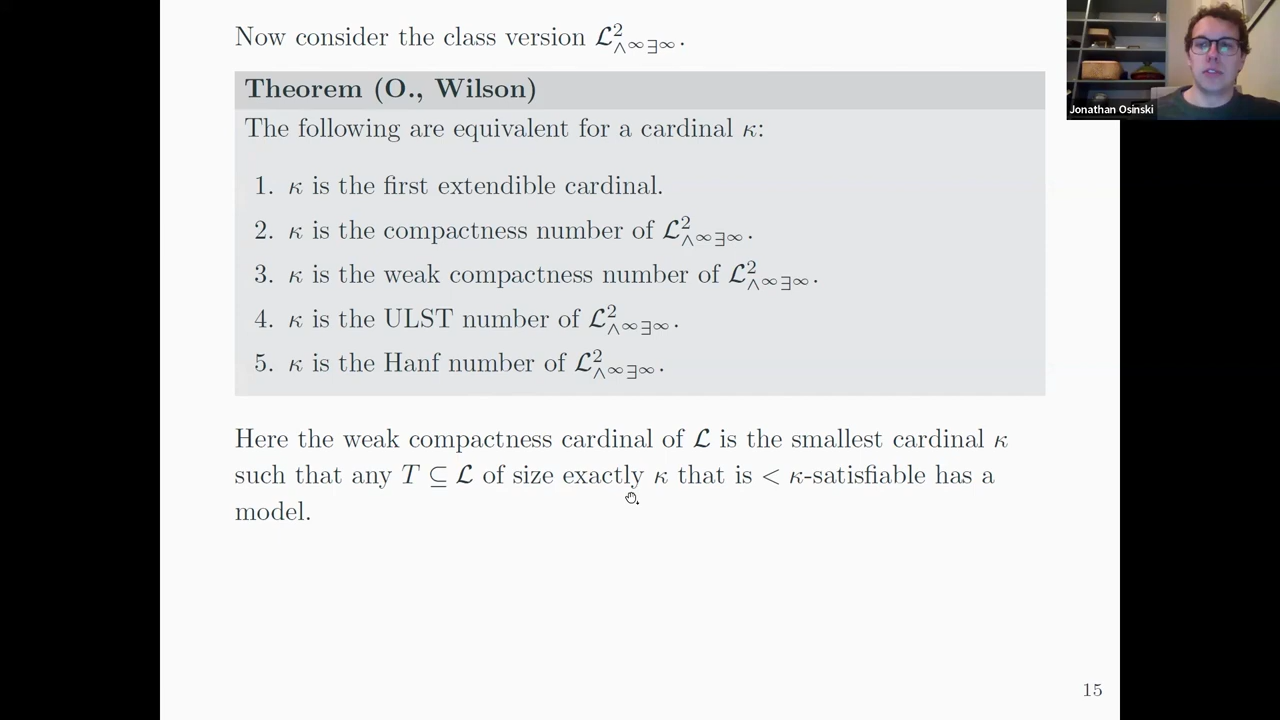 Now consider the class version ℒ²_{∧^∞∃^∞}.
Theorem (O., Wilson)
The following are equivalent for a cardinal κ:
1. κ is the first extendible cardinal.
2. κ is the compactness number of ℒ²_{∧^∞∃^∞}.
3. κ is the weak compactness number of ℒ²_{∧^∞∃^∞}.
4. κ is the ULST number of ℒ²_{∧^∞∃^∞}.
5. κ is the Hanf number of ℒ²_{∧^∞∃^∞}.
Here the weak compactness cardinal of ℒ is the smallest cardinal κ
such that any T ⊆ ℒ of size exactly κ that is < κ-satisfiable has a
model.
15
Jonathan Osinski